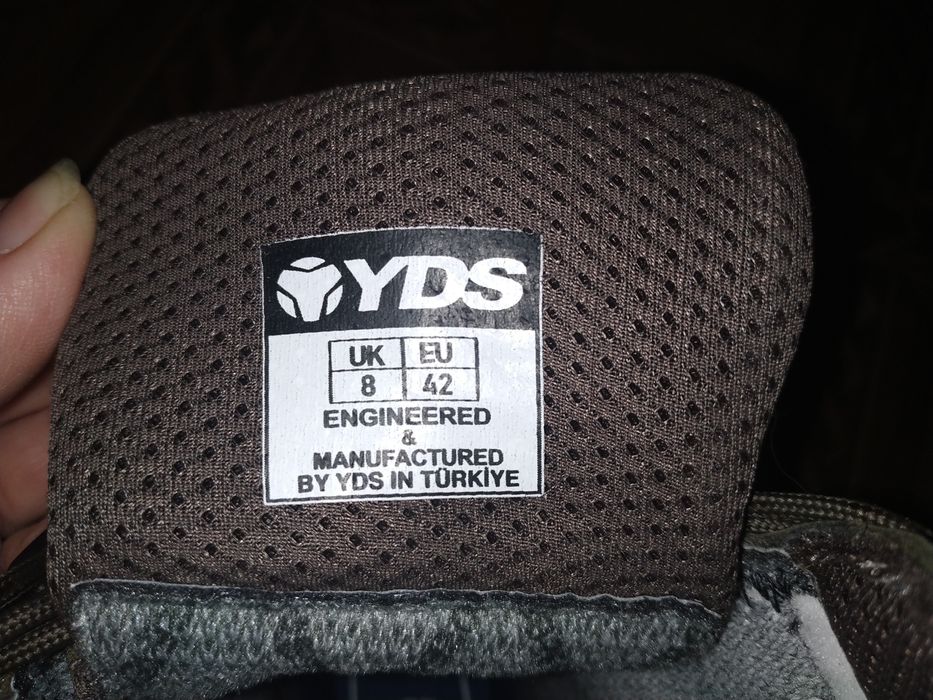 YDS
UK EU
8 42
ENGINEERED
&
MANUFACTURED
BY YDS IN TÜRKİYE